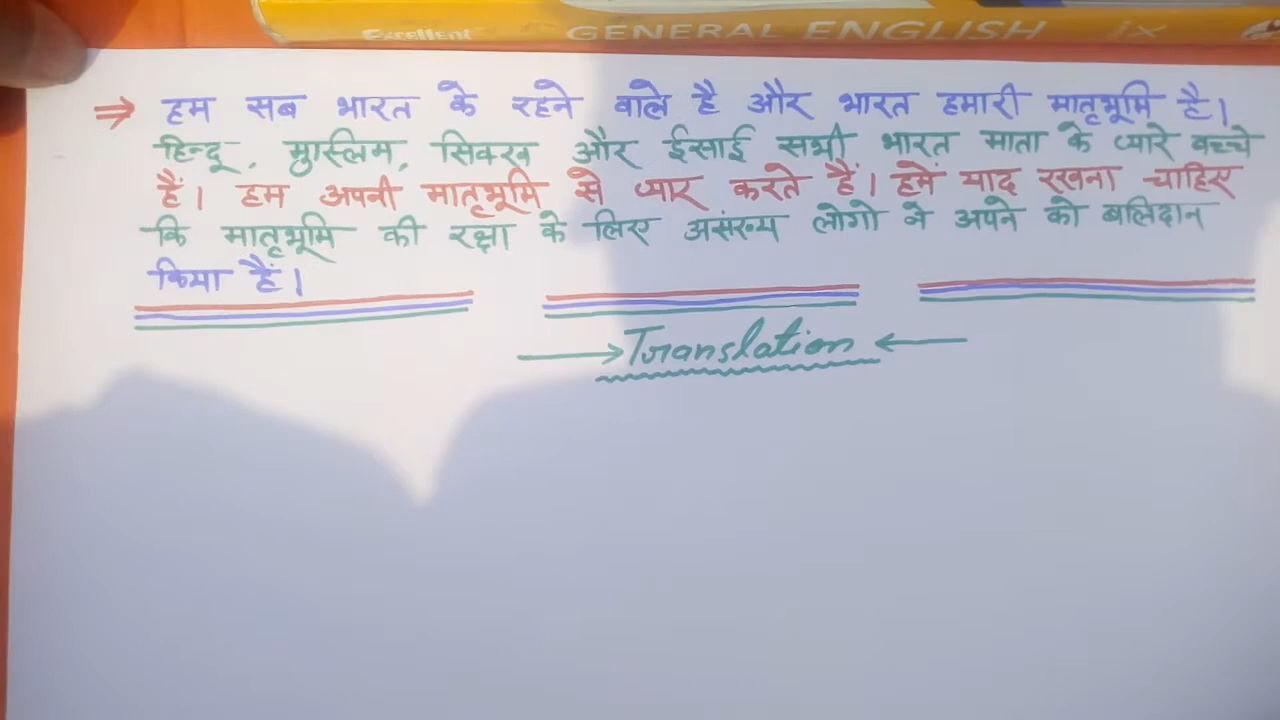 Excellent GENERAL ENGLISH ix
⇒ हम सब भारत के रहने वाले है और भारत हमारी मातृभूमि है।
हिन्दू, मुस्लिम, सिक्ख और ईसाई सभी भारत माता के प्यारे बच्चे
हैं। हम अपनी मातृभूमि से प्यार करते हैं। हमें याद रखना चाहिए
कि मातृभूमि की रक्षा के लिए असंख्य लोगो ने अपने को बलिदान
किया हैं।
Translation